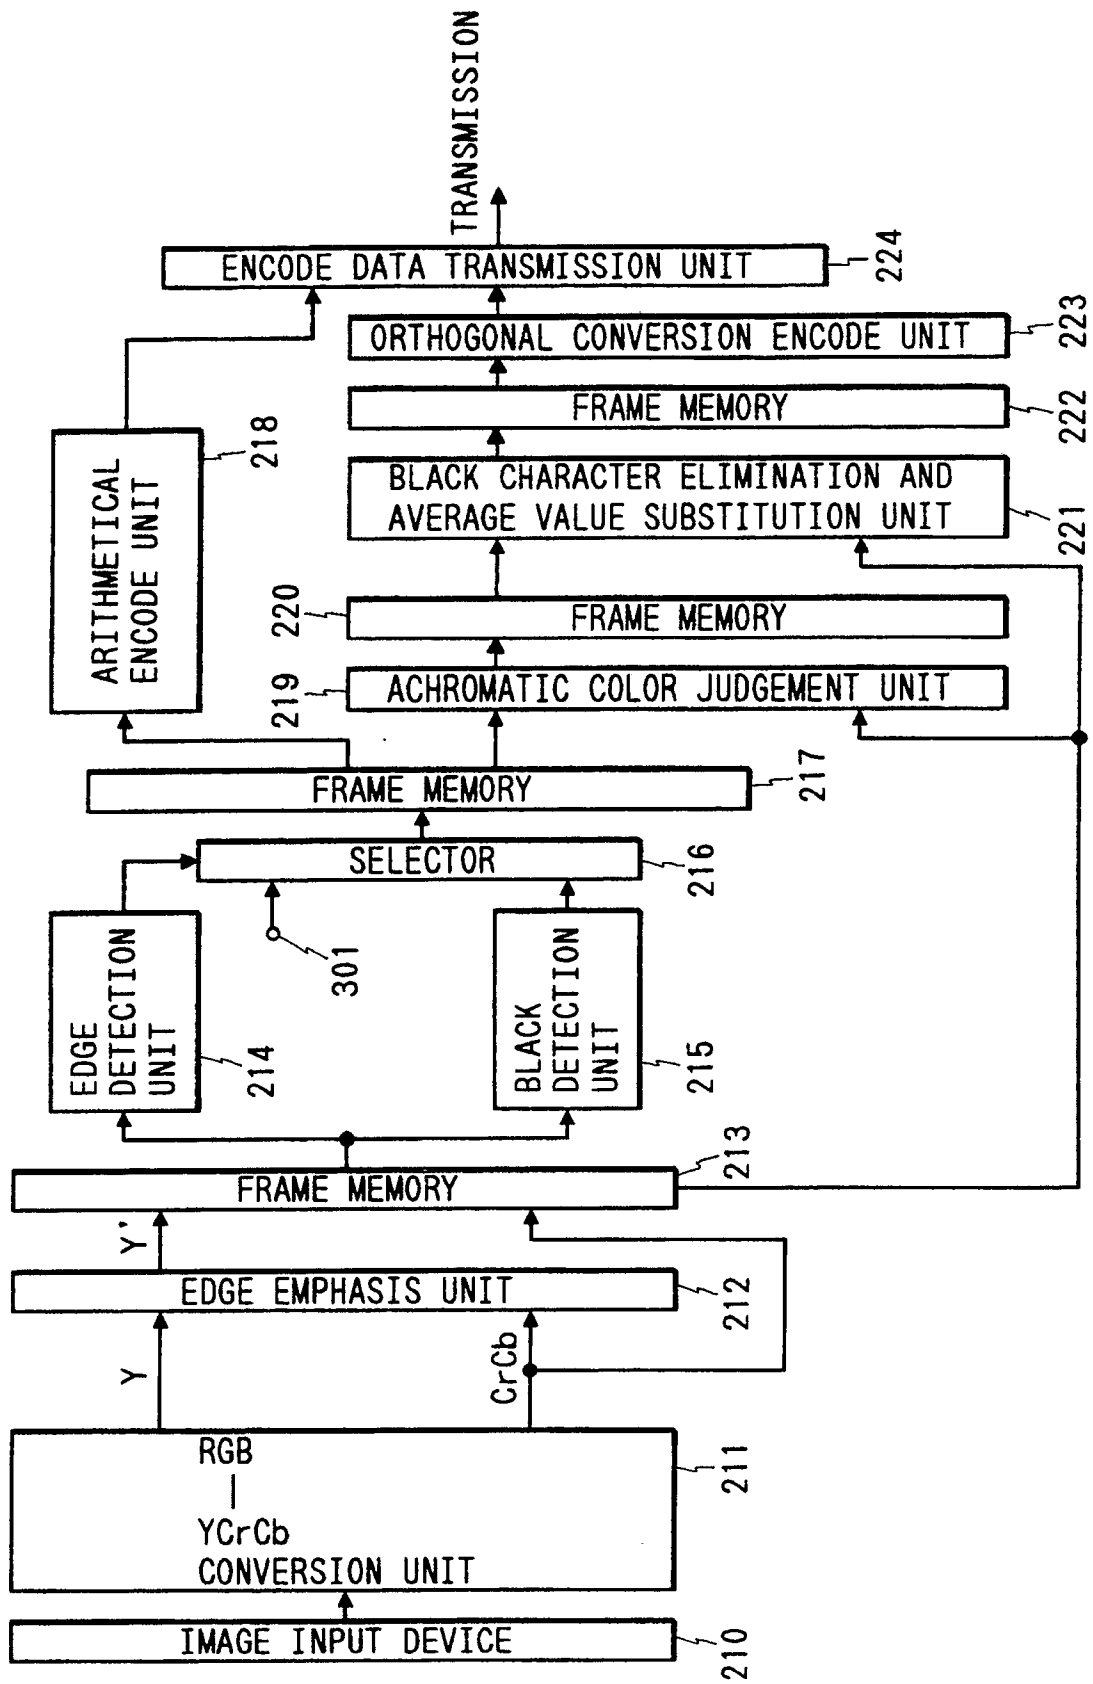 IMAGE INPUT DEVICE
210
RGB
|
YCrCb
CONVERSION UNIT
211
Y
CrCb
EDGE EMPHASIS UNIT
212
Y'
FRAME MEMORY
213
EDGE
DETECTION
UNIT
214
BLACK
DETECTION
UNIT
215
301
SELECTOR
216
FRAME MEMORY
217
ARITHMETICAL
ENCODE UNIT
218
219
ACHROMATIC COLOR JUDGEMENT UNIT
220
FRAME MEMORY
BLACK CHARACTER ELIMINATION AND
AVERAGE VALUE SUBSTITUTION UNIT
221
FRAME MEMORY
222
ORTHOGONAL CONVERSION ENCODE UNIT
223
ENCODE DATA TRANSMISSION UNIT
224
TRANSMISSION